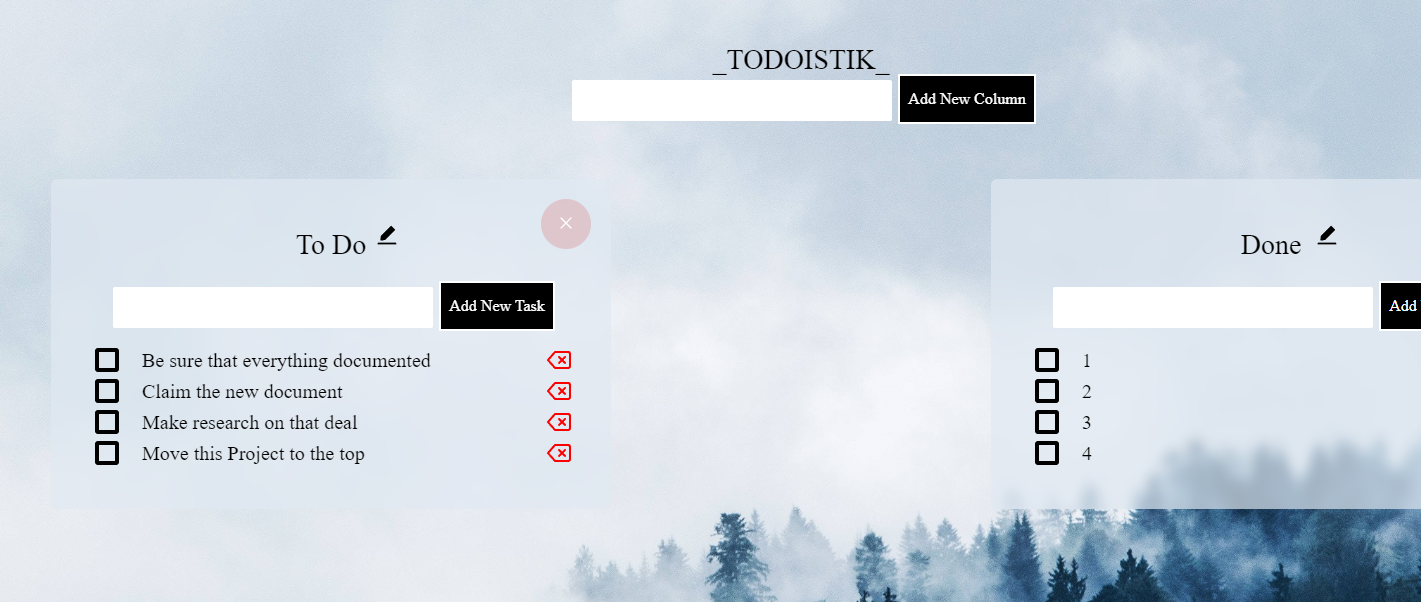 _TODOISTIK_
Add New Column
To Do
Add New Task
Be sure that everything documented
Claim the new document
Make research on that deal
Move this Project to the top
Done
Add
1
2
3
4